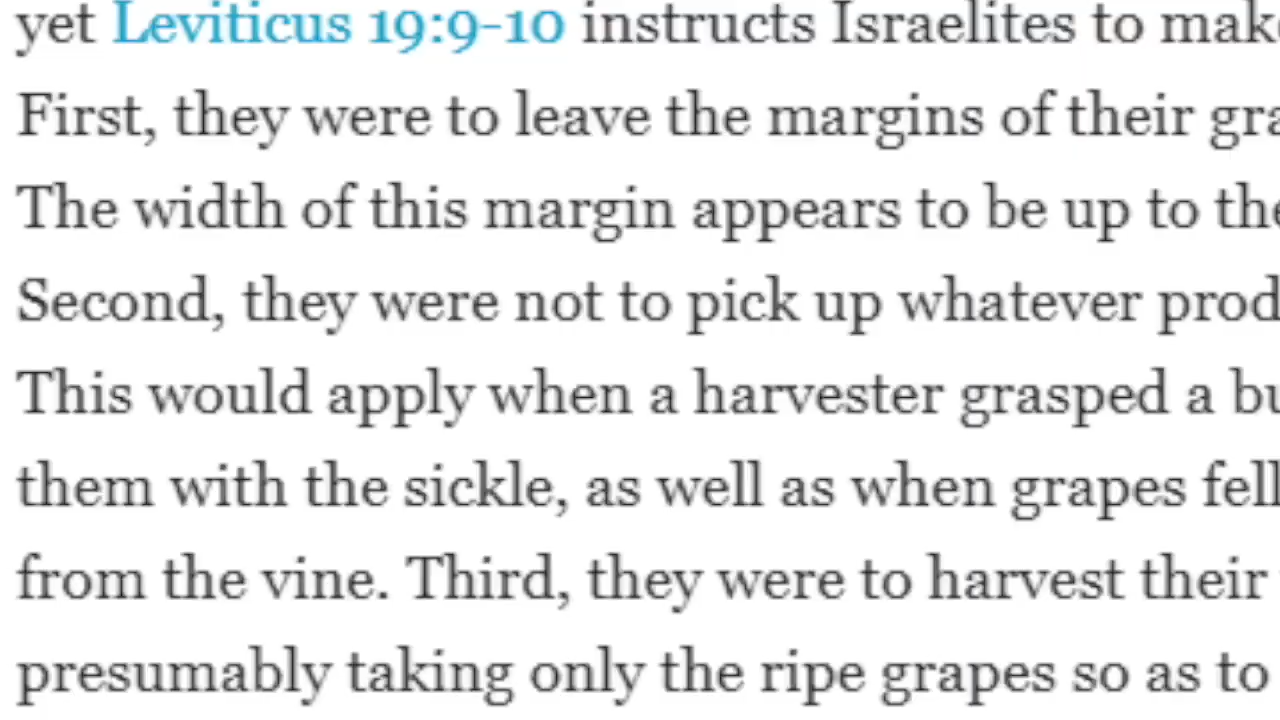 yet Leviticus 19:9-10 instructs Israelites to
First, they were to leave the margins of their
The width of this margin appears to be up to
Second, they were not to pick up whatever
This would apply when a harvester grasped a
them with the sickle, as well as when grapes fell
from the vine. Third, they were to harvest their
presumably taking only the ripe grapes so as to